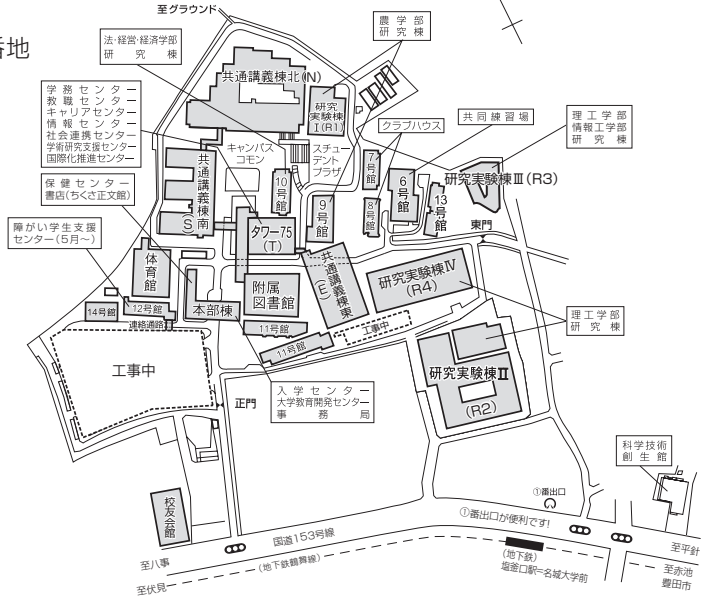 番地
至グラウンド
農学部
研究棟
法・経営・経済学部
研究棟
共通講義棟北(N)
研究
実験棟
I(R1)
学務センター
教職センター
キャリアセンター
情報センター
社会連携センター
学術研究支援センター
国際化推進センター
クラブハウス
共同練習場
理工学部
情報工学部
研究棟
キャンパス
コモン
スチュー
デント
プラザ
共通講義棟南
(S)
10号館
7号館
8号館
6号館
13号館
研究実験棟Ⅲ(R3)
東門
保健センター
書店(ちくさ正文館)
9号館
タワー75
(T)
障がい学生支援
センター(5月〜)
体育館
附属
図書館
共通講義棟東
(E)
研究実験棟Ⅳ
(R4)
14号館
12号館
連絡通路
本部棟
11号館
11号館
工事中
理工学部
研究棟
工事中
研究実験棟Ⅱ
(R2)
正門
入学センター
大学教育開発センター
事務局
科学技術
創生館
校友会館
①番出口
①番出口が便利です!
国道153号線
至八事
至平針
(地下鉄鶴舞線)
(地下鉄)
塩釜口駅=名城大学前
至伏見
至赤池
豊田市